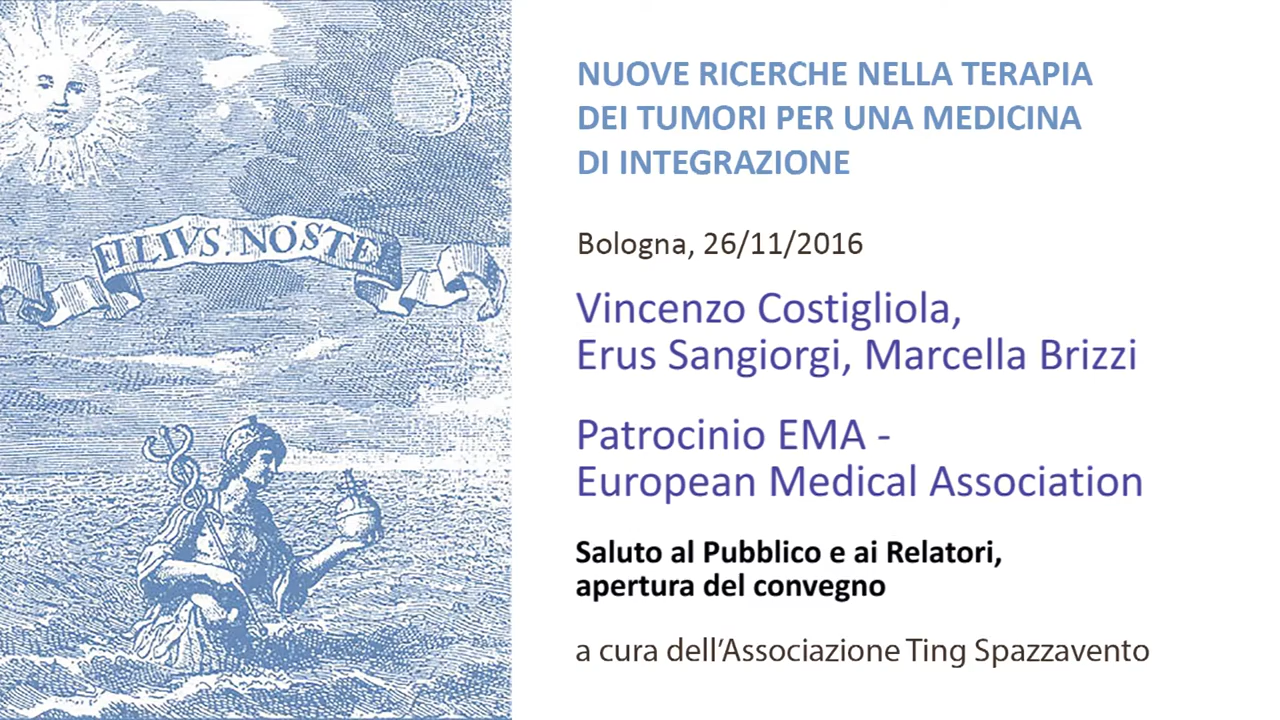 FILIVS. NOSTER
NUOVE RICERCHE NELLA TERAPIA
DEI TUMORI PER UNA MEDICINA
DI INTEGRAZIONE
Bologna, 26/11/2016
Vincenzo Costigliola,
Erus Sangiorgi, Marcella Brizzi
Patrocinio EMA -
European Medical Association
Saluto al Pubblico e ai Relatori,
apertura del convegno
a cura dell'Associazione Ting Spazzavento